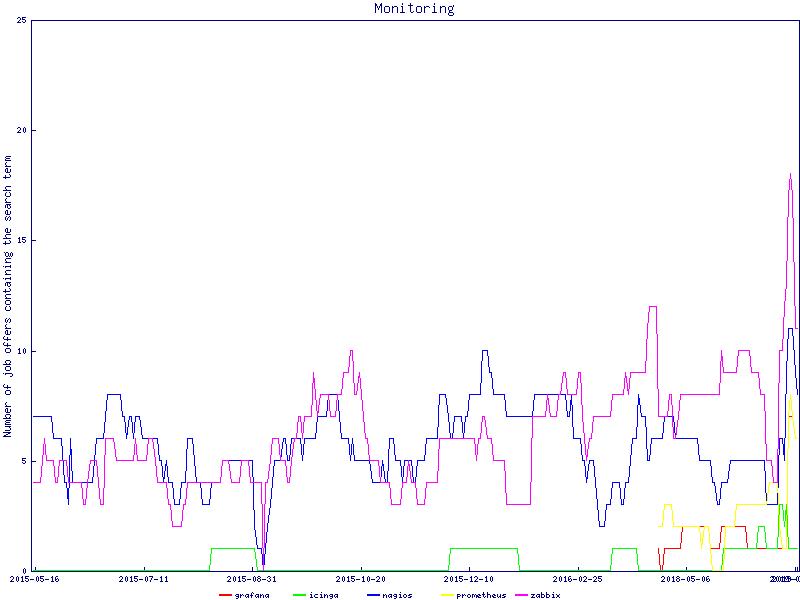 Monitoring
Number of job offers containing the search term
25
20
15
10
5
0
2015-05-16 2015-07-11 2015-08-31 2015-10-20 2015-12-10 2016-02-25 2018-05-06
grafana icinga nagios prometheus zabbix